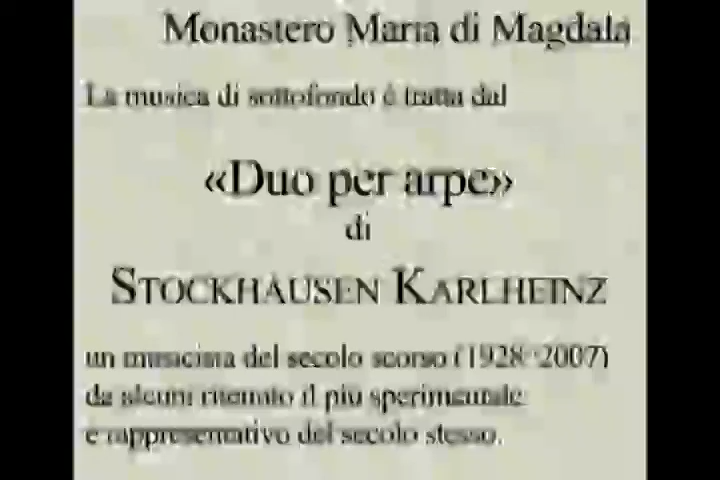 Monastero Maria di Magdala
La musica di sottofondo è tratta dal
«Duo per arpe»
di
STOCKHAUSEN KARLHEINZ
un musicista del secolo scorso (1928-2007)
da alcuni ritenuto il più sperimentale
e rappresentativo del secolo stesso.